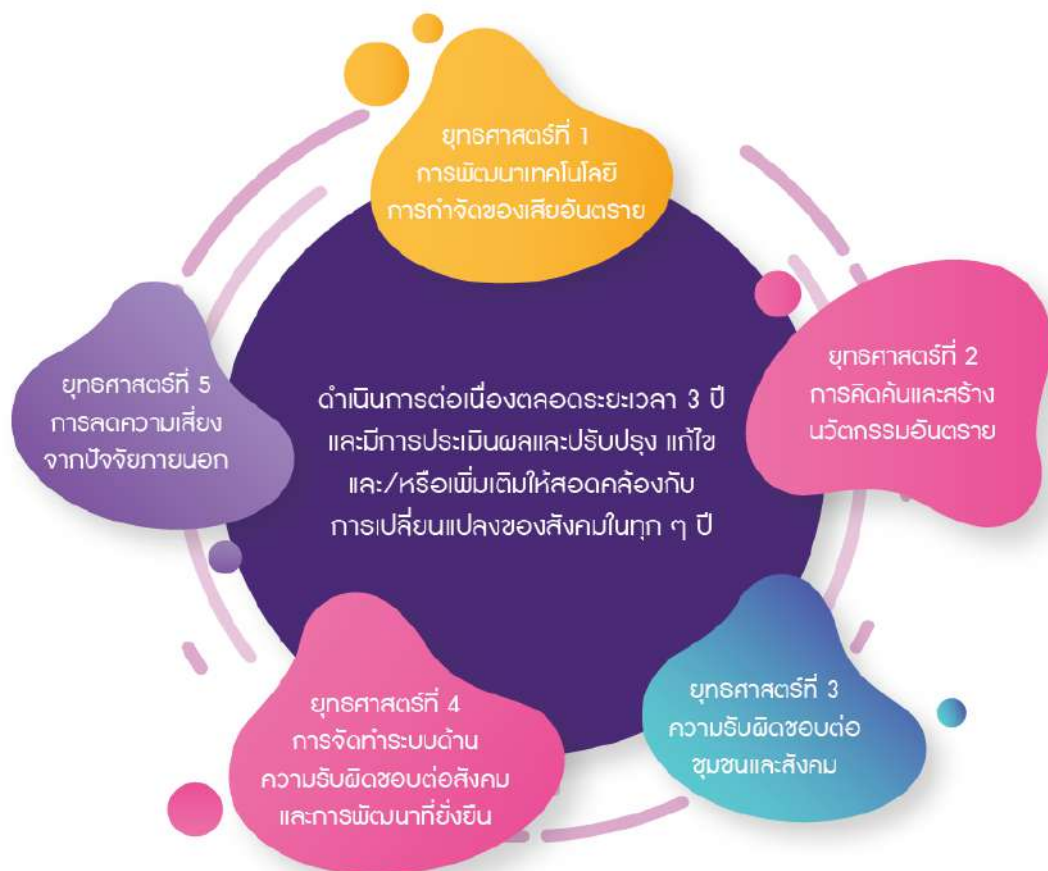 ยุทธศาสตร์ที่ 1
การพัฒนาเทคโนโลยี
การกำจัดของเสียอันตราย
ยุทธศาสตร์ที่ 2
การคิดค้นและสร้าง
นวัตกรรมอันตราย
ยุทธศาสตร์ที่ 3
ความรับผิดชอบต่อ
ชุมชนและสังคม
ยุทธศาสตร์ที่ 4
การจัดทำระบบด้าน
ความรับผิดชอบต่อสังคม
และการพัฒนาที่ยั่งยืน
ยุทธศาสตร์ที่ 5
การลดความเสี่ยง
จากปัจจัยภายนอก
ดำเนินการต่อเนื่องตลอดระยะเวลา 3 ปี
และมีการประเมินผลและปรับปรุง แก้ไข
และ/หรือเพิ่มเติมให้สอดคล้องกับ
การเปลี่ยนแปลงของสังคมในทุก ๆ ปี